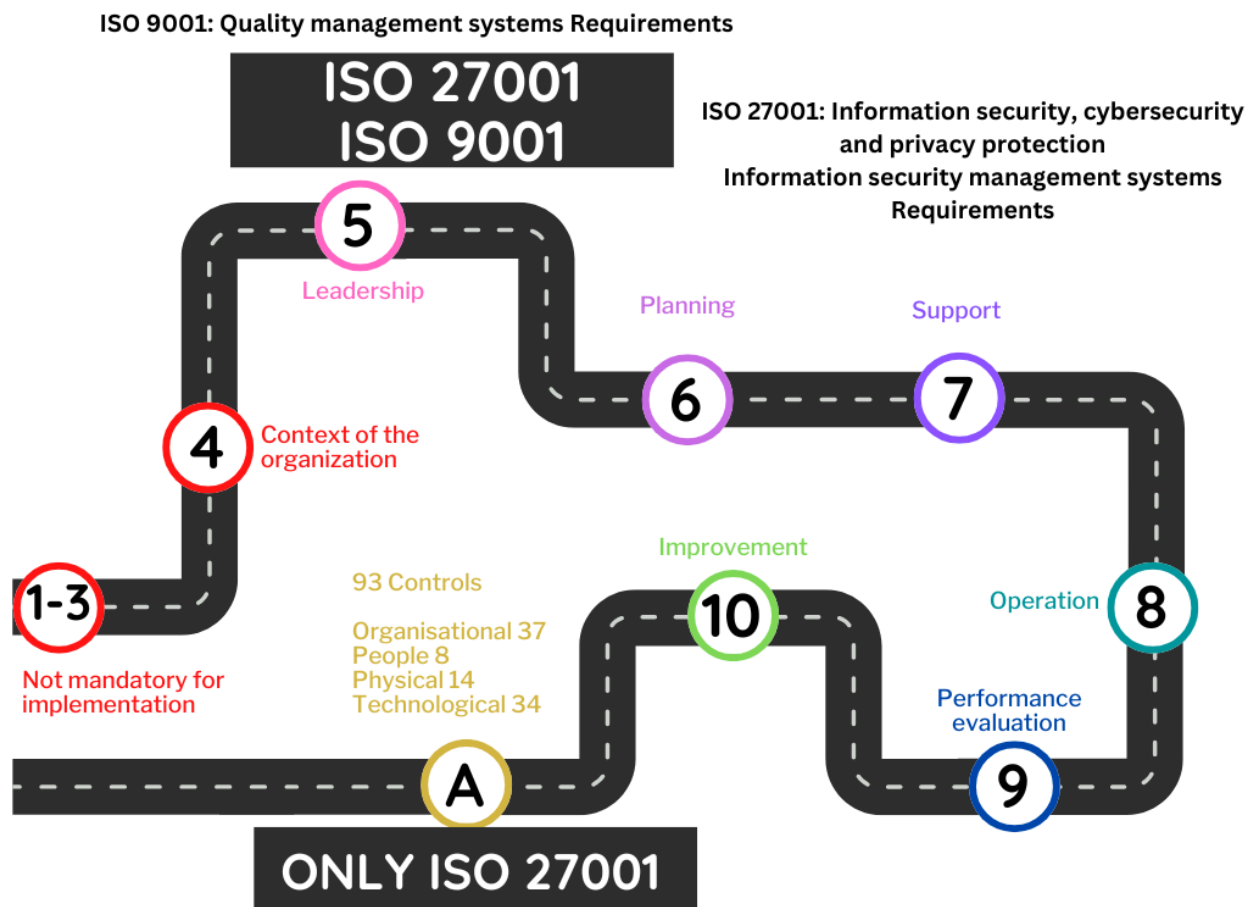 ISO 9001: Quality management systems Requirements
ISO 27001
ISO 9001
ISO 27001: Information security, cybersecurity
and privacy protection
Information security management systems
Requirements
5
Leadership
Planning
Support
6
7
4
Context of the
organization
1-3
Not mandatory for
implementation
93 Controls
Organisational 37
People 8
Physical 14
Technological 34
Improvement
10
Operation
8
Performance
evaluation
9
A
ONLY ISO 27001